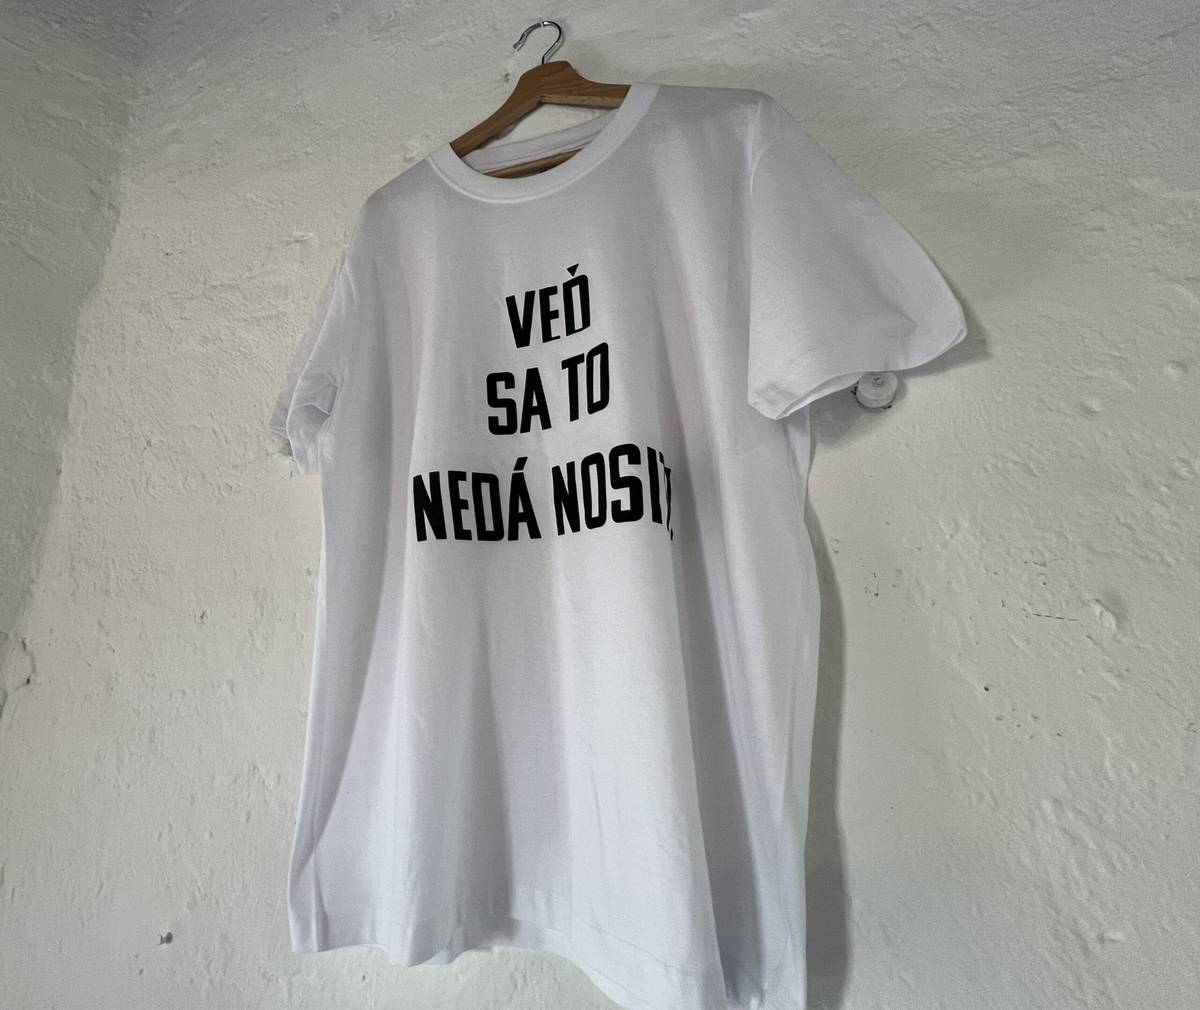 VEĎ
SA TO
NEDÁ NOSIŤ.